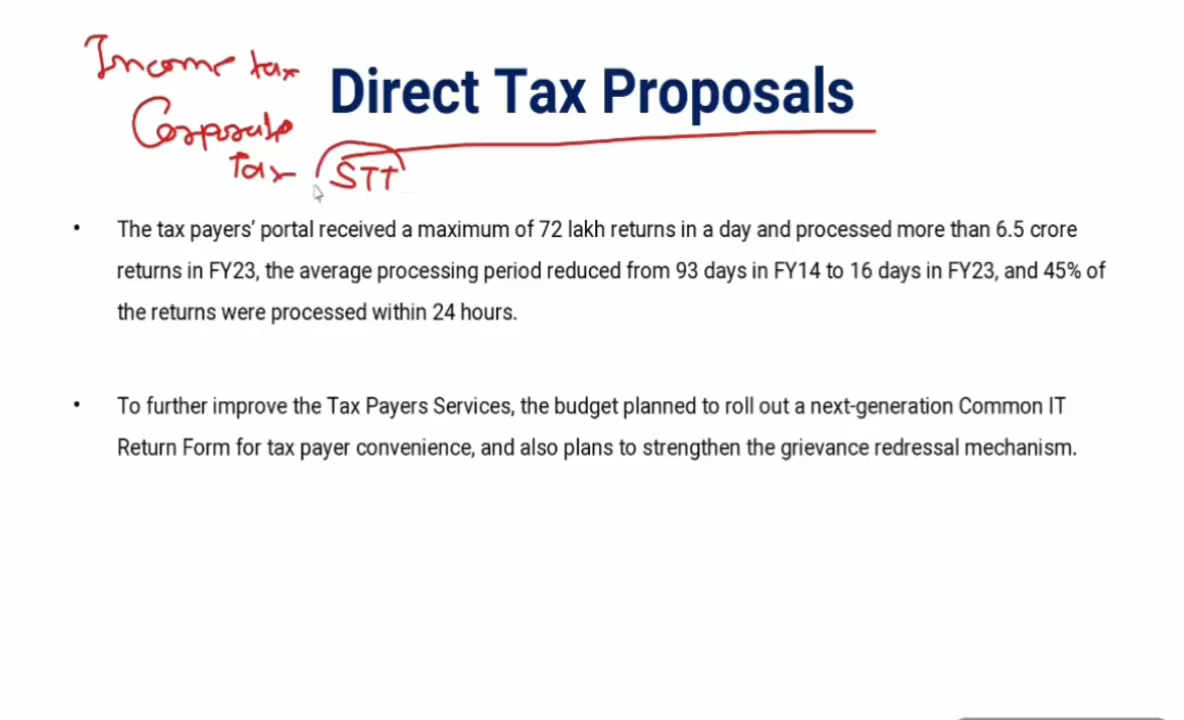 Income tax
Direct Tax Proposals
Corporate
Tax
STT
• The tax payers' portal received a maximum of 72 lakh returns in a day and processed more than 6.5 crore
returns in FY23, the average processing period reduced from 93 days in FY14 to 16 days in FY23, and 45% of
the returns were processed within 24 hours.
• To further improve the Tax Payers Services, the budget planned to roll out a next-generation Common IT
Return Form for tax payer convenience, and also plans to strengthen the grievance redressal mechanism.